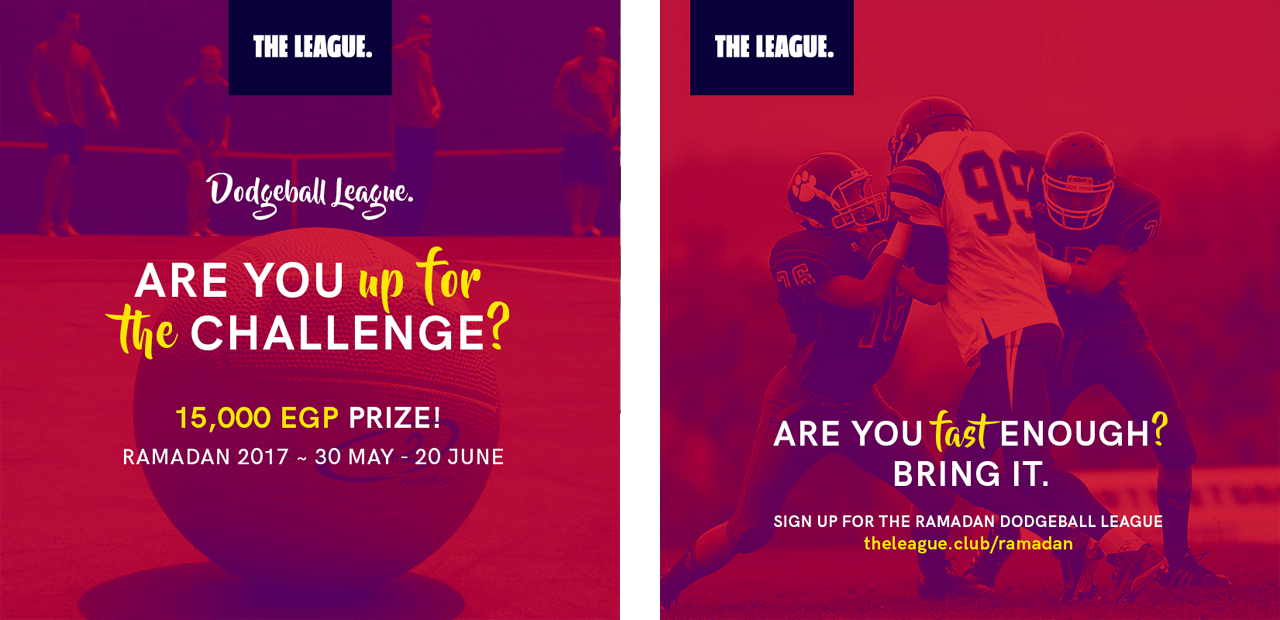 THE LEAGUE.
Dodgeball League.
ARE YOU up for
the CHALLENGE?
15,000 EGP PRIZE!
RAMADAN 2017 ~ 30 MAY - 20 JUNE
THE LEAGUE.
99
76
ARE YOU fast ENOUGH?
BRING IT.
SIGN UP FOR THE RAMADAN DODGEBALL LEAGUE
theleague.club/ramadan